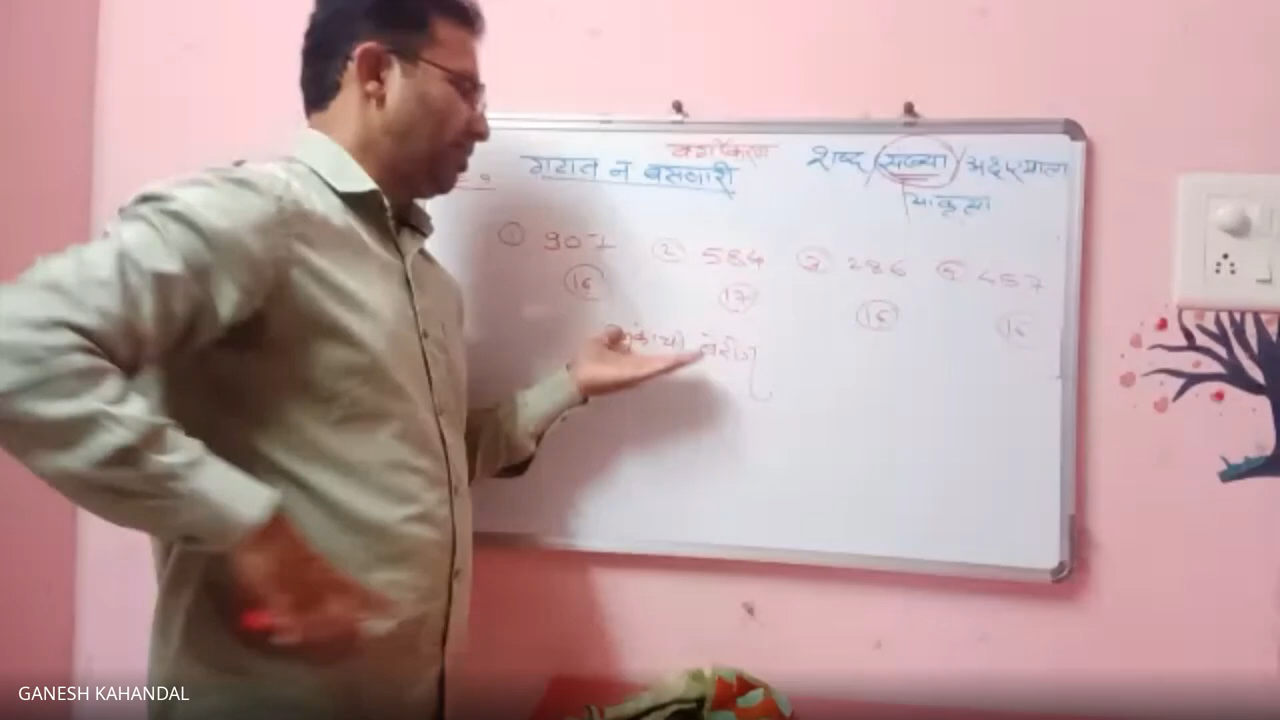 वर्गीकरण
गटात न बसणारी शब्द / संख्या / अक्षरमाला
आकृत्या
① 907 ② 584 ③ 286 ④ 457
16 17 16 16
अंकांची बेरीज
GANESH KAHANDAL